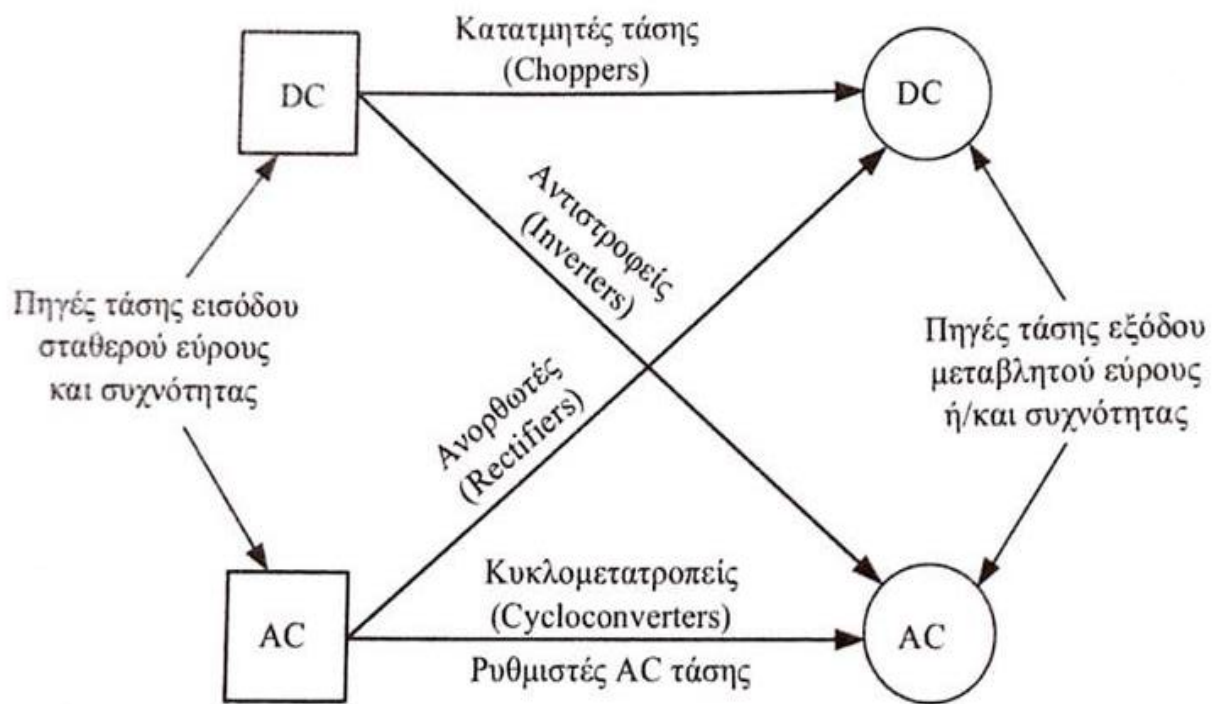 Κατατμητές τάσης
(Choppers)
DC
DC
Αντιστροφείς
(Inverters)
Πηγές τάσης εισόδου
σταθερού εύρους
και συχνότητας
Πηγές τάσης εξόδου
μεταβλητού εύρους
ή/και συχνότητας
Ανορθωτές
(Rectifiers)
Κυκλομετατροπείς
(Cycloconverters)
AC
AC
Ρυθμιστές AC τάσης